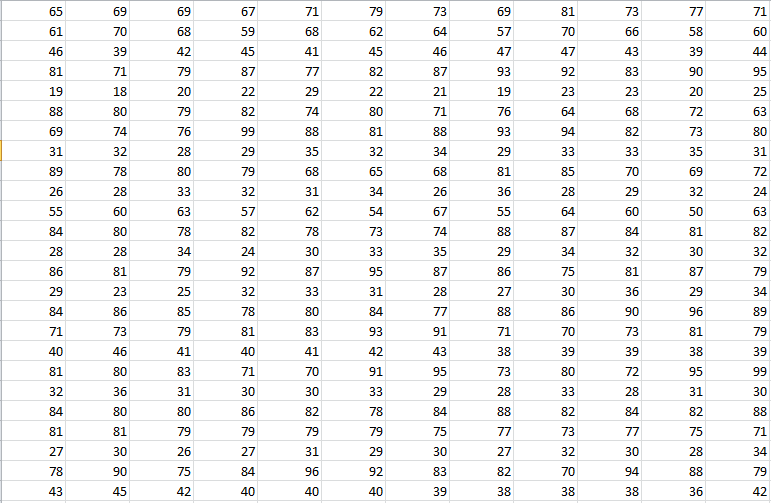 65 69 69 67 71 79 73 69 81 73 77 71
61 70 68 59 68 62 64 57 70 66 58 60
46 39 42 45 41 45 46 47 47 43 39 44
81 71 79 87 77 82 87 93 92 83 90 95
19 18 20 22 29 22 21 19 23 23 20 25
88 80 79 82 74 80 71 76 64 68 72 63
69 74 76 99 88 81 88 93 94 82 73 80
31 32 28 29 35 32 34 29 33 33 35 31
89 78 80 79 68 65 68 81 85 70 69 72
26 28 33 32 31 34 26 36 28 29 32 24
55 60 63 57 62 54 67 55 64 60 50 63
84 80 78 82 78 73 74 88 87 84 81 82
28 28 34 24 30 33 35 29 34 32 30 32
86 81 79 92 87 95 87 86 75 81 87 79
29 23 25 32 33 31 28 27 30 36 29 34
84 86 85 78 80 84 77 88 86 90 96 89
71 73 79 81 83 93 91 71 70 73 81 79
40 46 41 40 41 42 43 38 39 39 38 39
81 80 83 71 70 91 95 73 80 72 95 99
32 36 31 30 30 33 29 28 33 28 31 30
84 80 80 86 82 78 84 88 82 84 82 88
81 81 79 79 79 79 75 77 73 77 75 71
27 30 26 27 31 29 30 27 32 30 28 34
78 90 75 84 96 92 83 82 70 94 88 79
43 45 42 40 40 40 39 38 38 38 36 42